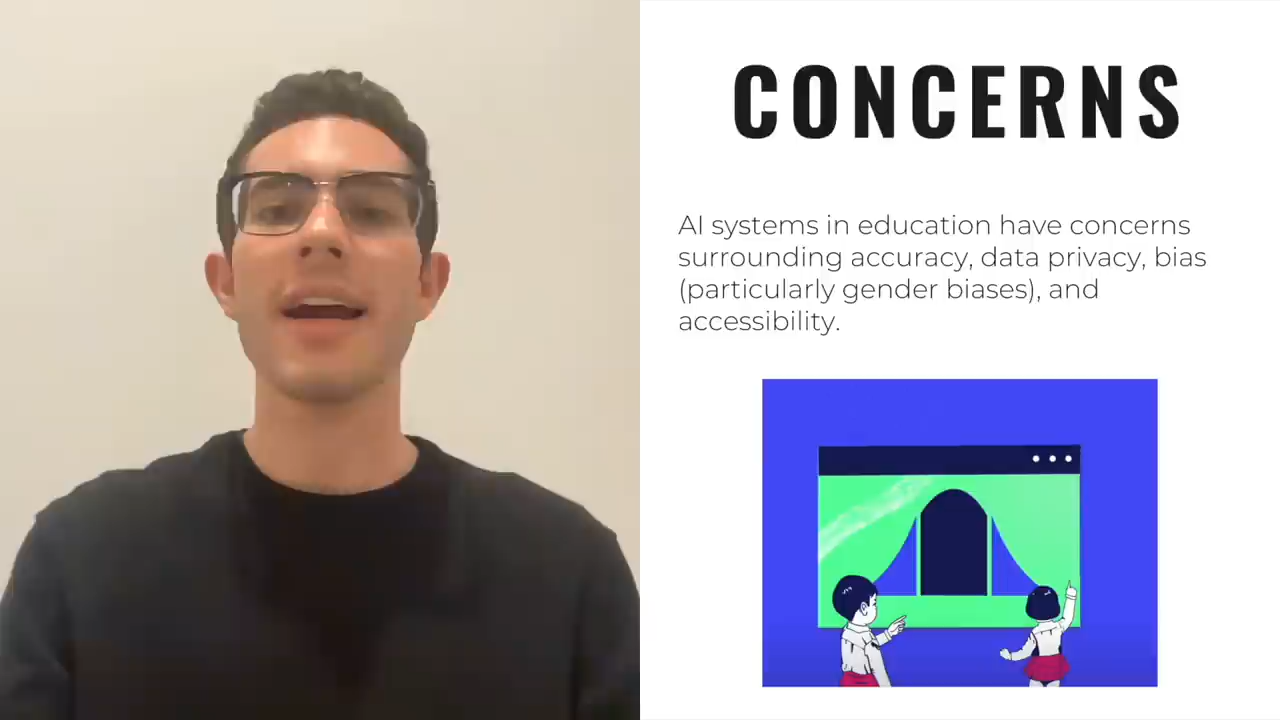 CONCERNS
AI systems in education have concerns
surrounding accuracy, data privacy, bias
(particularly gender biases), and
accessibility.